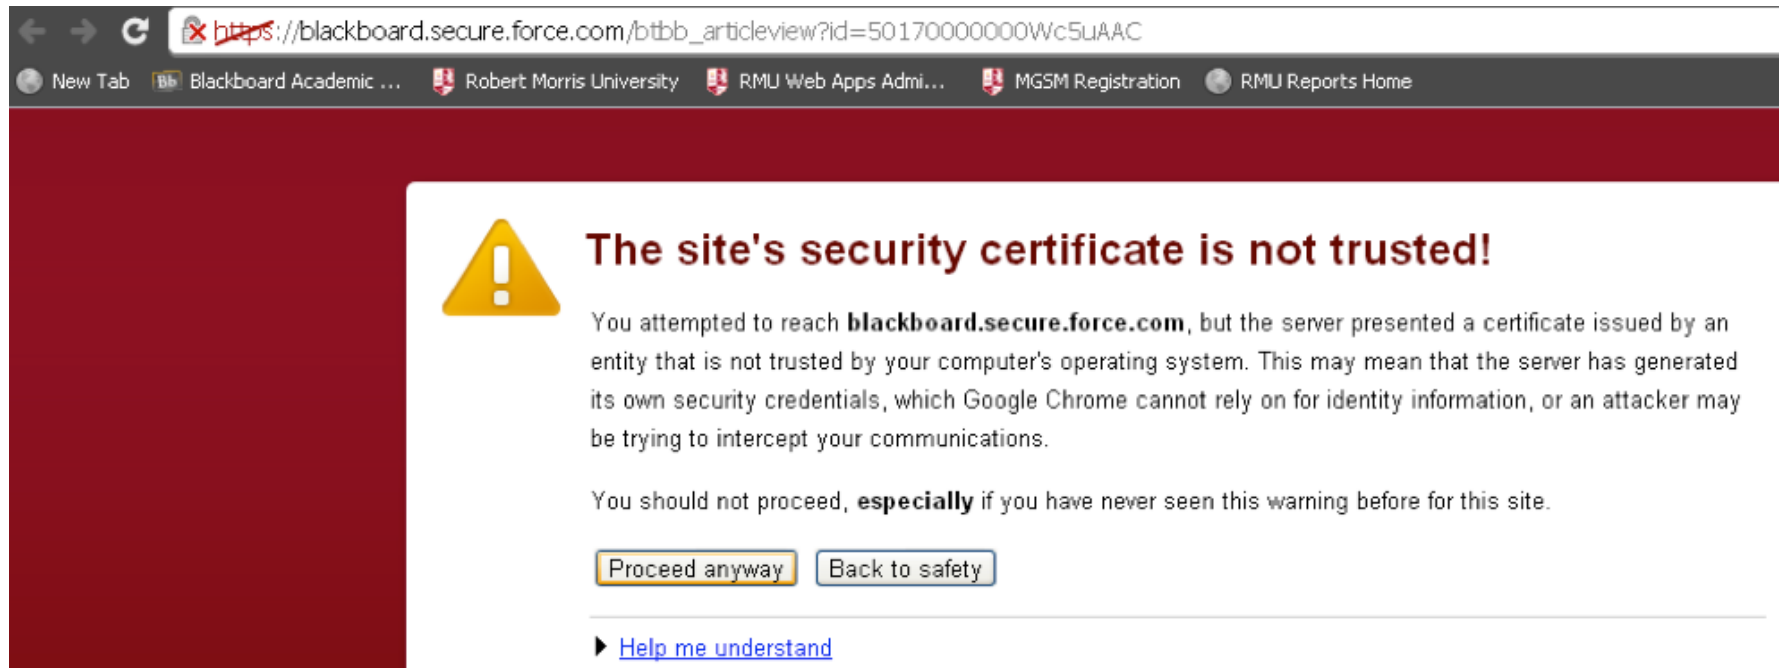 https://blackboard.secure.force.com/btbb_articleview?id=50170000000Wc5uAAC
New Tab Bb Blackboard Academic ... Robert Morris University RMU Web Apps Admi... MGSM Registration RMU Reports Home
The site's security certificate is not trusted!
You attempted to reach blackboard.secure.force.com, but the server presented a certificate issued by an
entity that is not trusted by your computer's operating system. This may mean that the server has generated
its own security credentials, which Google Chrome cannot rely on for identity information, or an attacker may
be trying to intercept your communications.
You should not proceed, especially if you have never seen this warning before for this site.
Proceed anyway Back to safety
Help me understand